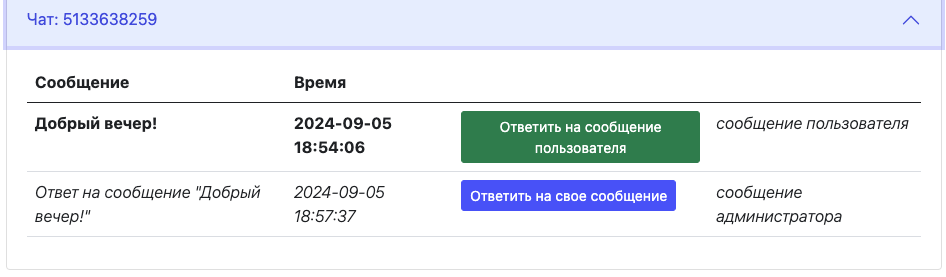 Чат: 5133638259
Сообщение Время
Добрый вечер! 2024-09-05 Ответить на сообщение сообщение пользователя
18:54:06 пользователя
Ответ на сообщение "Добрый 2024-09-05 Ответить на свое сообщение сообщение
вечер!" 18:57:37 администратора